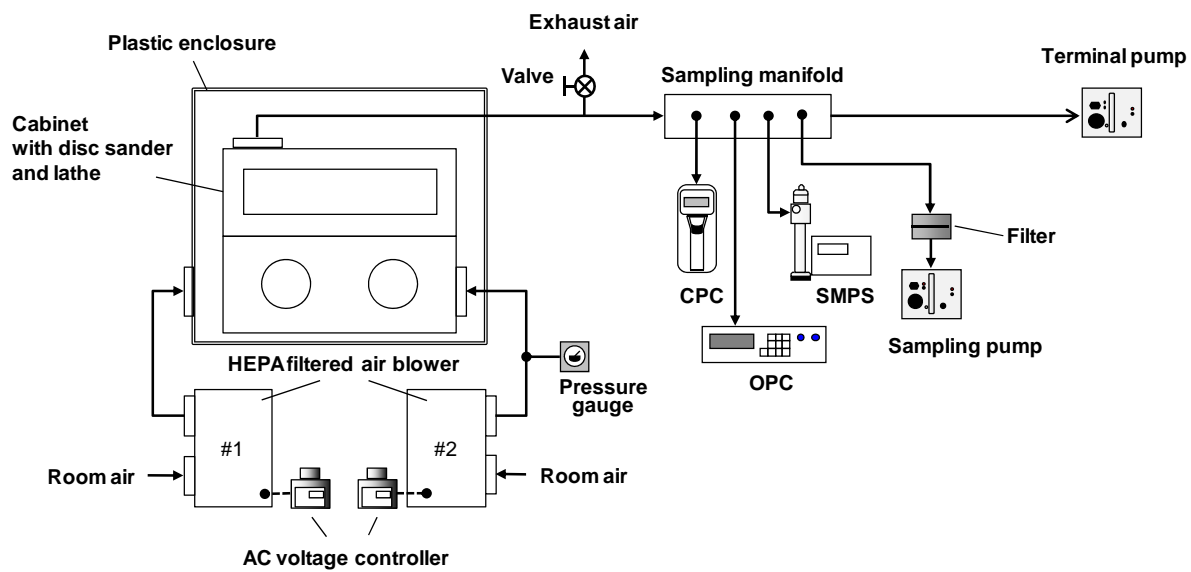 Exhaust air
Plastic enclosure
Valve
Sampling manifold
Terminal pump
Cabinet
with disc sander
and lathe
Filter
CPC
SMPS
Sampling pump
OPC
HEPA filtered air blower
Pressure
gauge
#1
#2
Room air
Room air
AC voltage controller